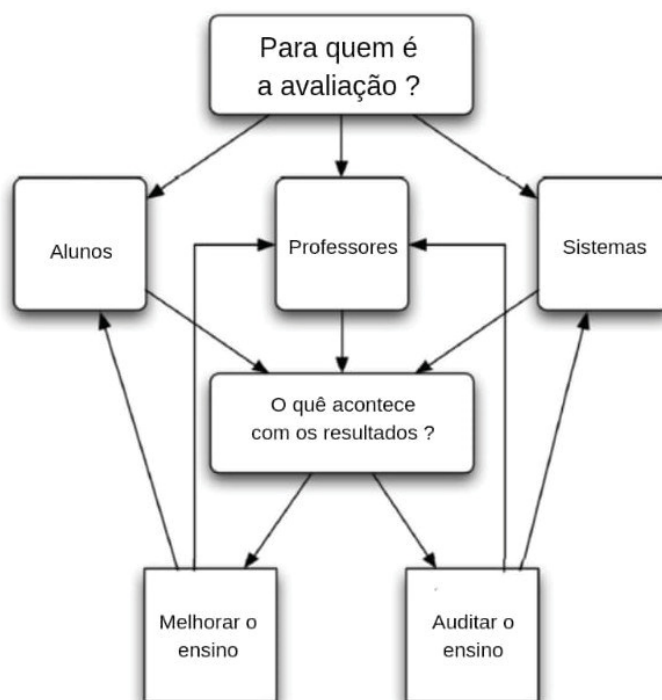 Para quem é
a avaliação ?
Alunos
Professores
Sistemas
O quê acontece
com os resultados ?
Melhorar o
ensino
Auditar o
ensino